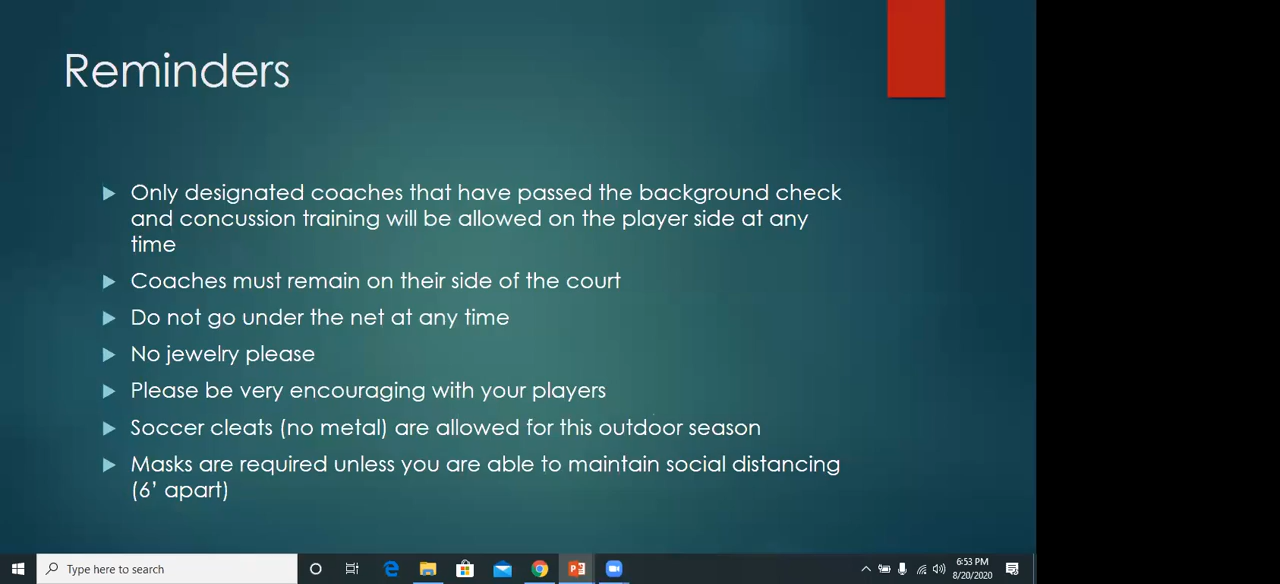 Reminders
Only designated coaches that have passed the background check
and concussion training will be allowed on the player side at any
time
Coaches must remain on their side of the court
Do not go under the net at any time
No jewelry please
Please be very encouraging with your players
Soccer cleats (no metal) are allowed for this outdoor season
Masks are required unless you are able to maintain social distancing
(6’ apart)
Type here to search
6:53 PM
8/20/2020